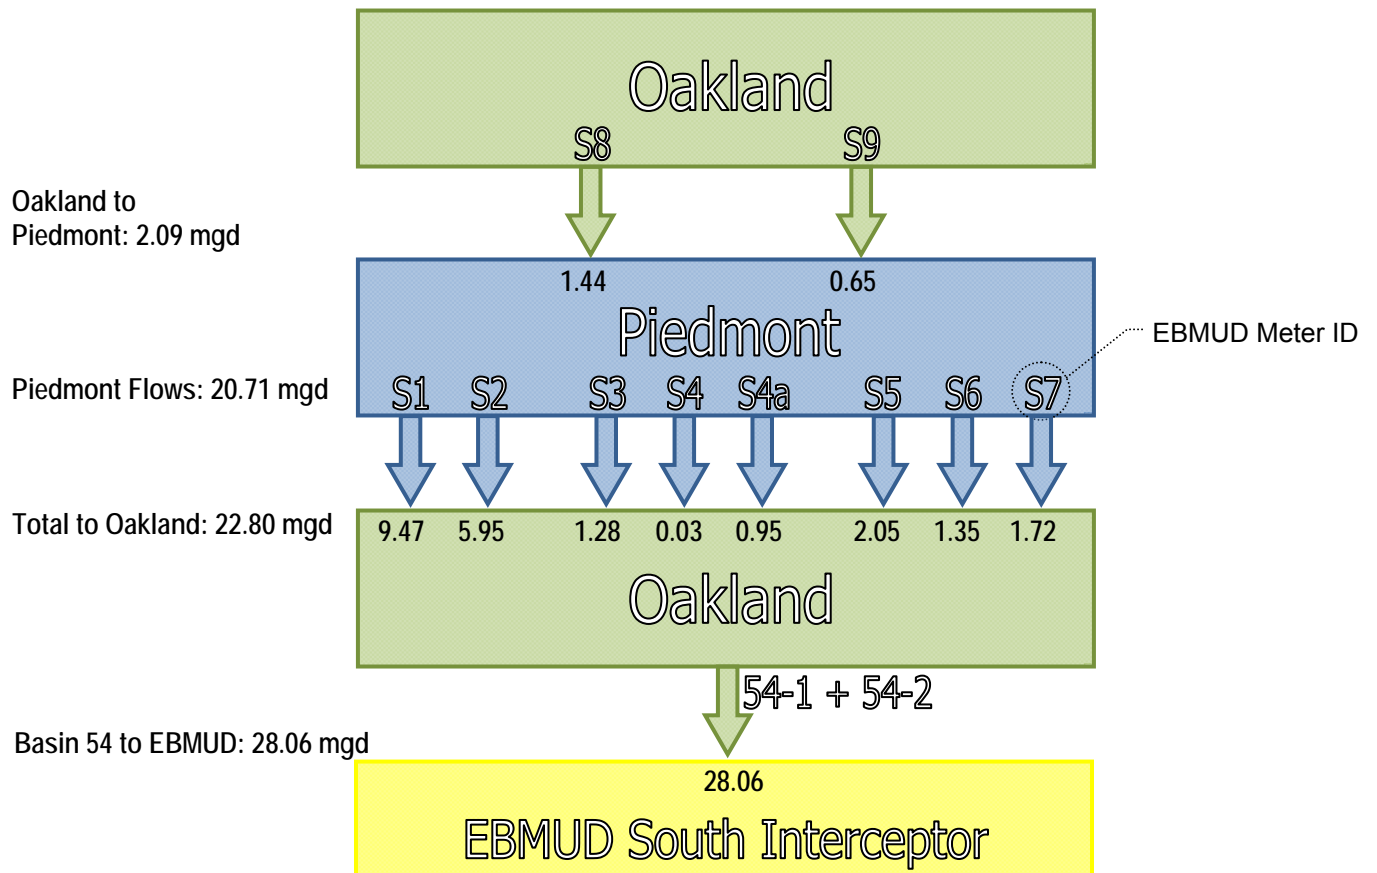 Oakland
S8 S9
Oakland to
Piedmont: 2.09 mgd
1.44 0.65
Piedmont
EBMUD Meter ID
Piedmont Flows: 20.71 mgd
S1 S2 S3 S4 S4a S5 S6 S7
Total to Oakland: 22.80 mgd
9.47 5.95 1.28 0.03 0.95 2.05 1.35 1.72
Oakland
54-1 + 54-2
Basin 54 to EBMUD: 28.06 mgd
28.06
EBMUD South Interceptor